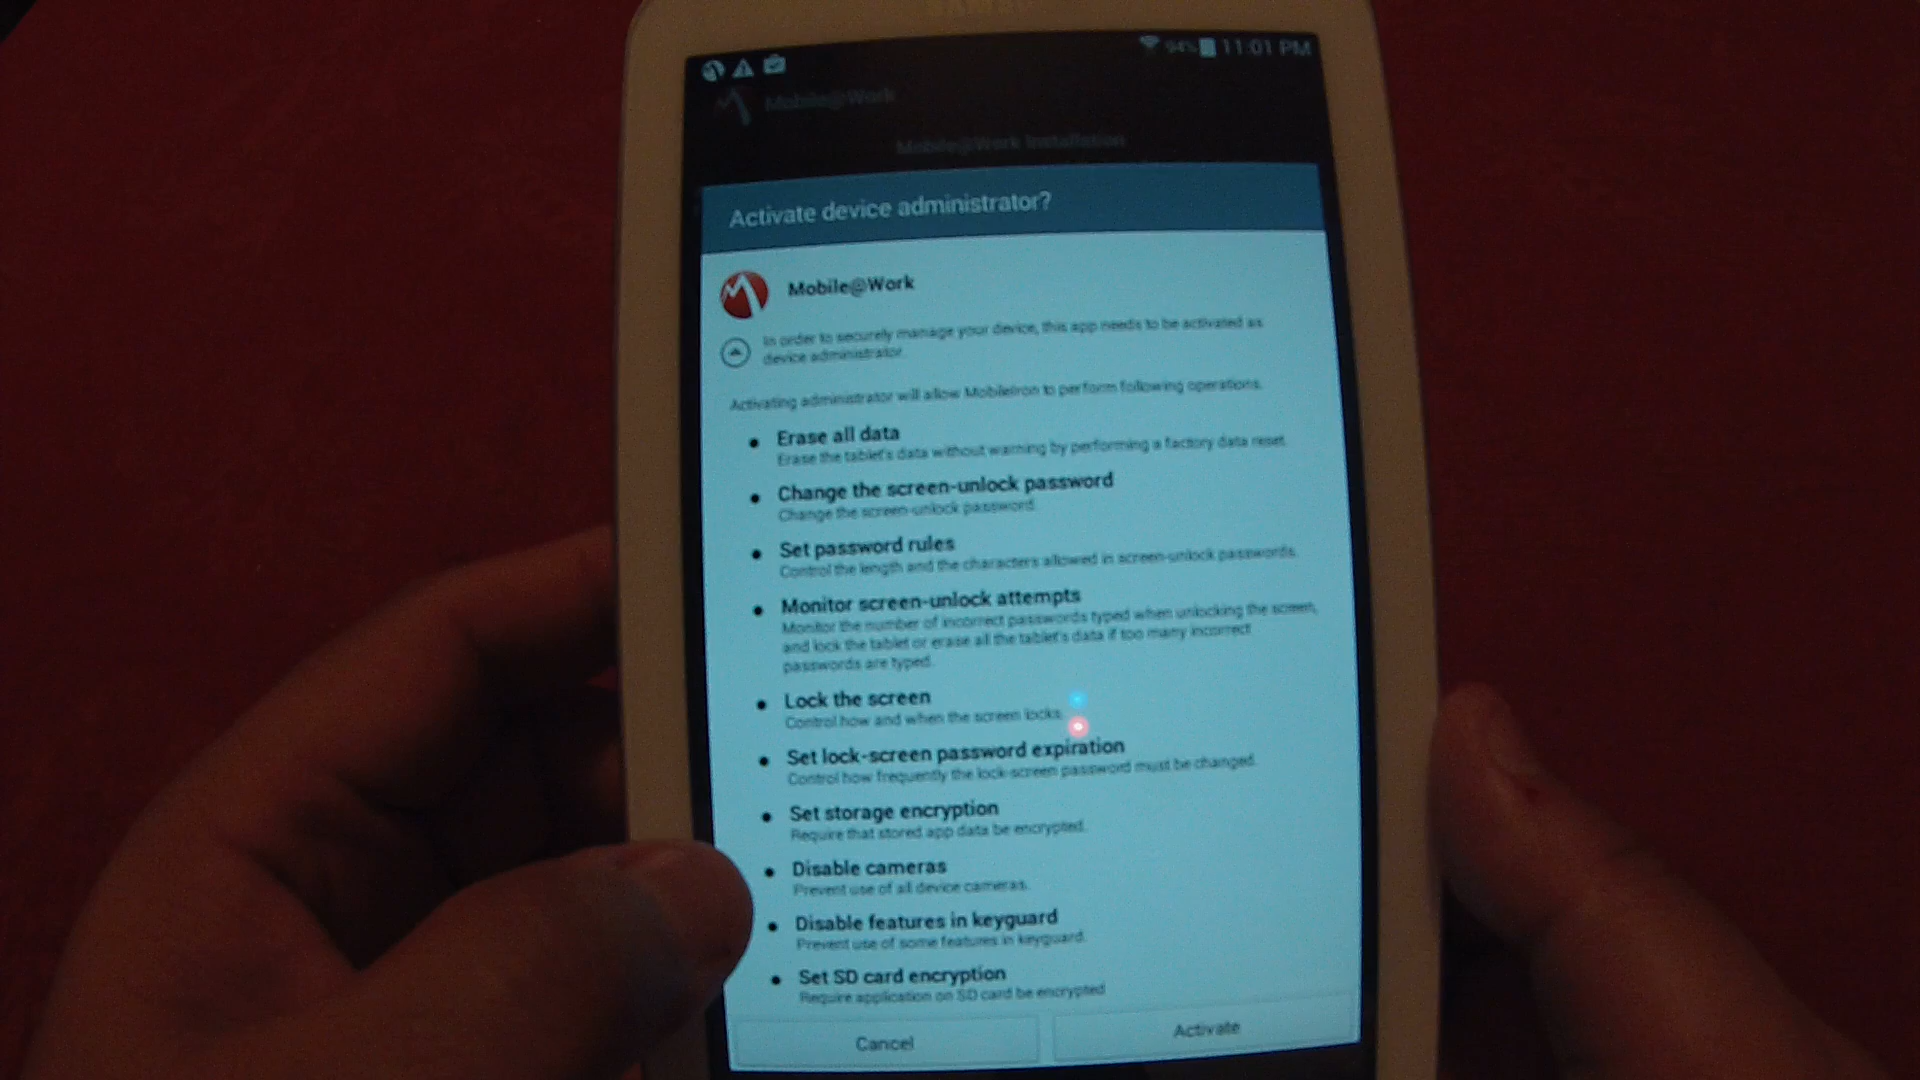 SAMSUNG
94% 11:01 PM
Mobile@Work
Mobile@Work Installation
Activate device administrator?
Mobile@Work
In order to securely manage your device, this app needs to be activated as
device administrator.
Activating administrator will allow MobileIron to perform following operations.
Erase all data
Erase the tablet's data without warning by performing a factory data reset.
Change the screen-unlock password
Change the screen-unlock password.
Set password rules
Control the length and the characters allowed in screen-unlock passwords.
Monitor screen-unlock attempts
Monitor the number of incorrect passwords typed when unlocking the screen,
and lock the tablet or erase all the tablet's data if too many incorrect
passwords are typed.
Lock the screen
Control how and when the screen locks.
Set lock-screen password expiration
Control how frequently the lock-screen password must be changed.
Set storage encryption
Require that stored app data be encrypted.
Disable cameras
Prevent use of all device cameras.
Disable features in keyguard
Prevent use of some features in keyguard.
Set SD card encryption
Require application on SD card be encrypted
Cancel
Activate